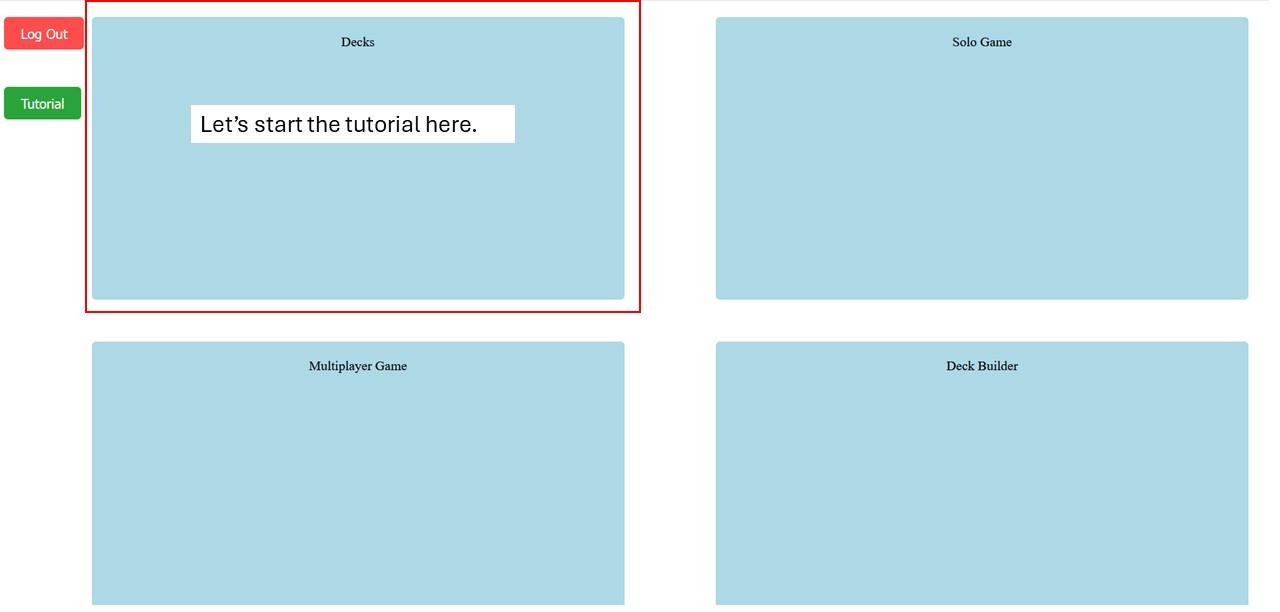 Log Out
Decks
Solo Game
Tutorial
Let’s start the tutorial here.
Multiplayer Game
Deck Builder